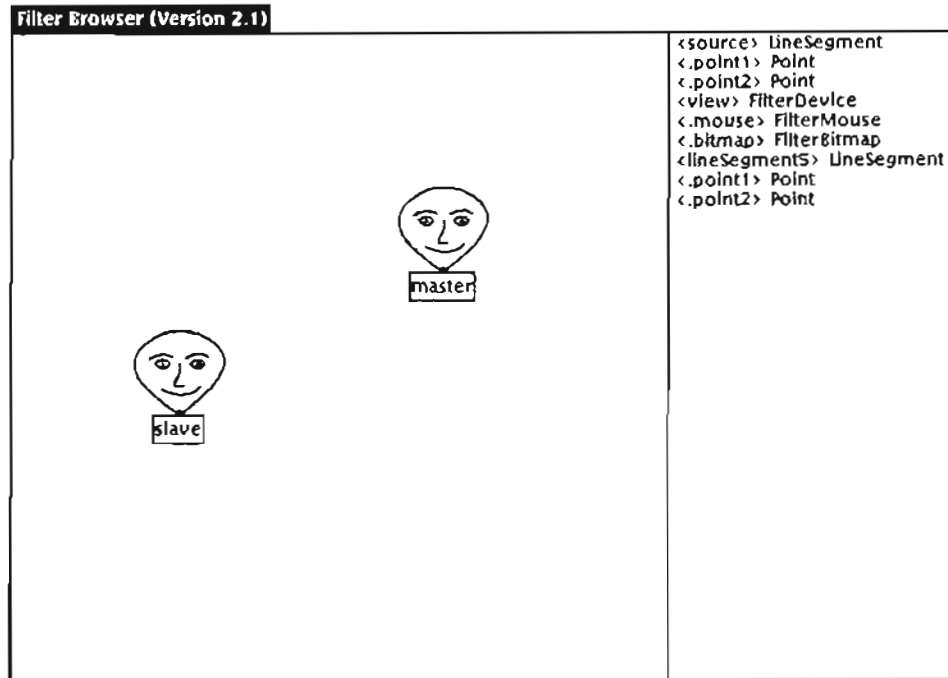 Filter Browser (Version 2.1)
<source> LineSegment
<.point1> Point
<.point2> Point
<view> FilterDevice
<.mouse> FilterMouse
<.bitmap> FilterBitmap
<lineSegment5> LineSegment
<.point1> Point
<.point2> Point
master
slave